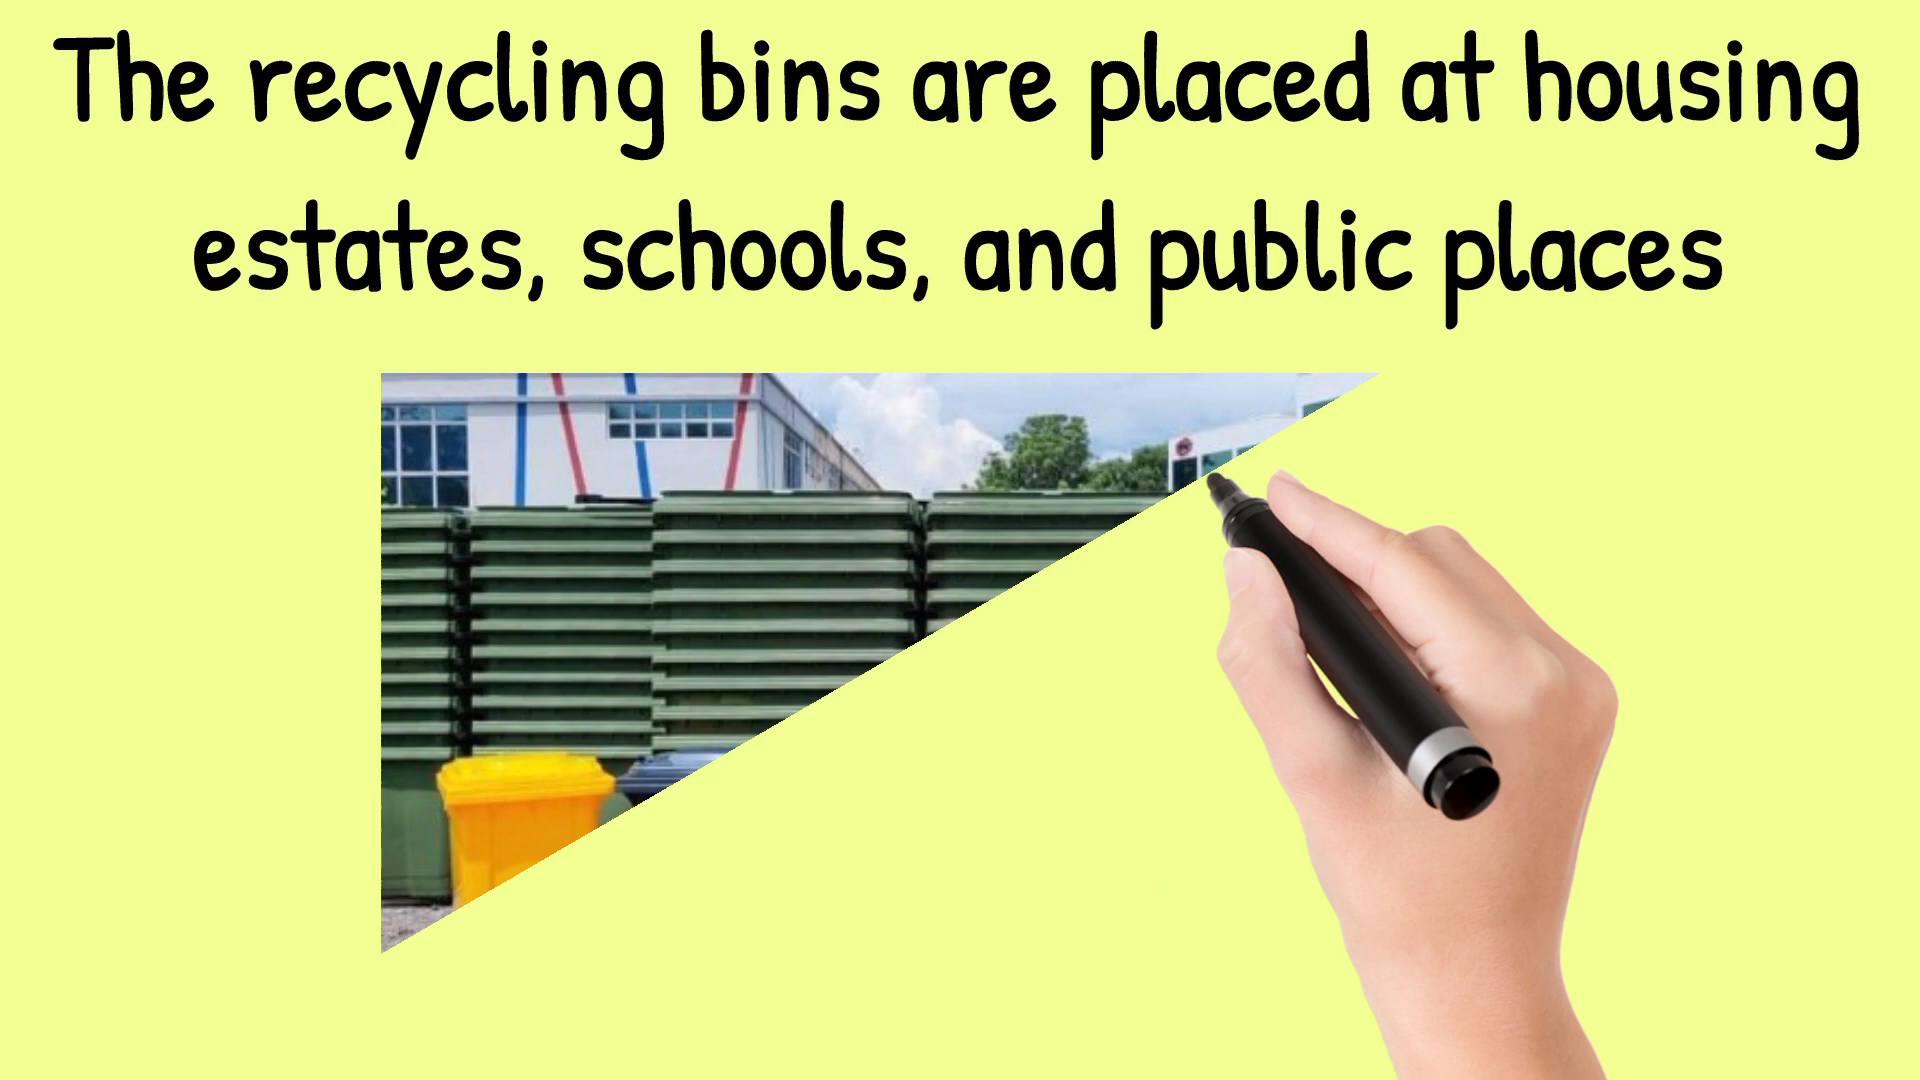 The recycling bins are placed at housing
estates, schools, and public places